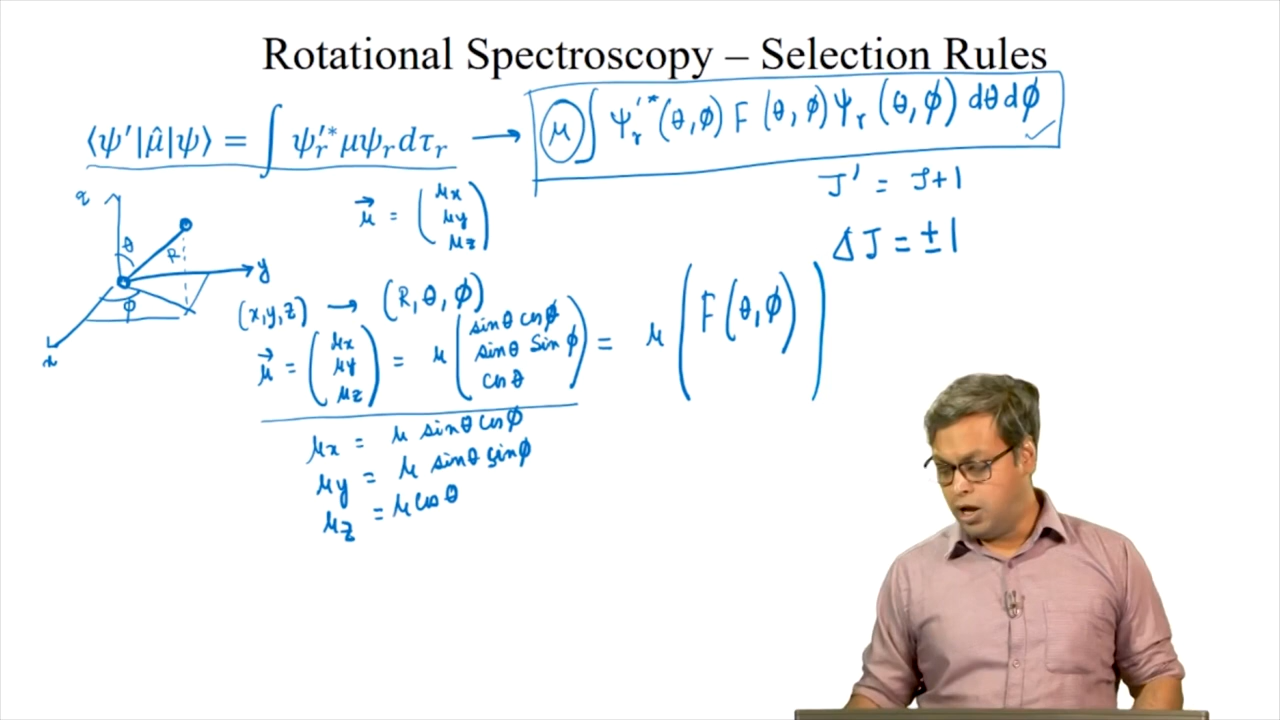 Rotational Spectroscopy – Selection Rules
⟨ψ′|μ̂|ψ⟩ = ∫ ψ′ᵣ* μψᵣ dτᵣ → μ ∫ ψᵣ′* (θ,ϕ) F (θ,ϕ) ψᵣ (θ,ϕ) dθ dϕ ✓
J′ = J+1
ΔJ = ±1
z
θ
R
y
ϕ
x
μ⃗ = (μx μy μz)
(x,y,z) → (R,θ,ϕ)
μ⃗ = (μx μy μz) = μ (sinθ cosϕ sinθ sinϕ cosθ) = μ (F(θ,ϕ))
μx = μ sinθ cosϕ
μy = μ sinθ sinϕ
μz = μ cosθ